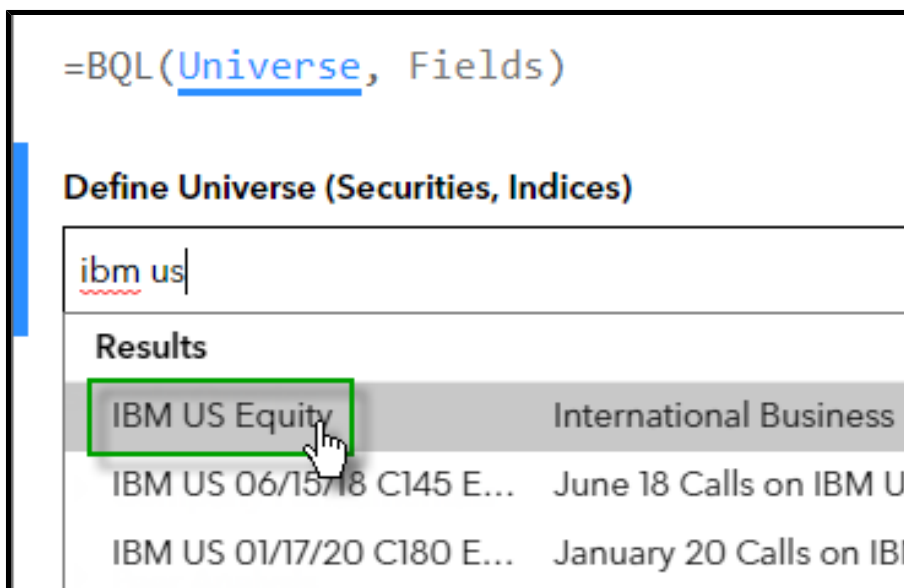 =BQL(Universe, Fields)
Define Universe (Securities, Indices)
ibm us
Results
IBM US Equity International Business
IBM US 06/15/18 C145 E... June 18 Calls on IBM U
IBM US 01/17/20 C180 E... January 20 Calls on IB